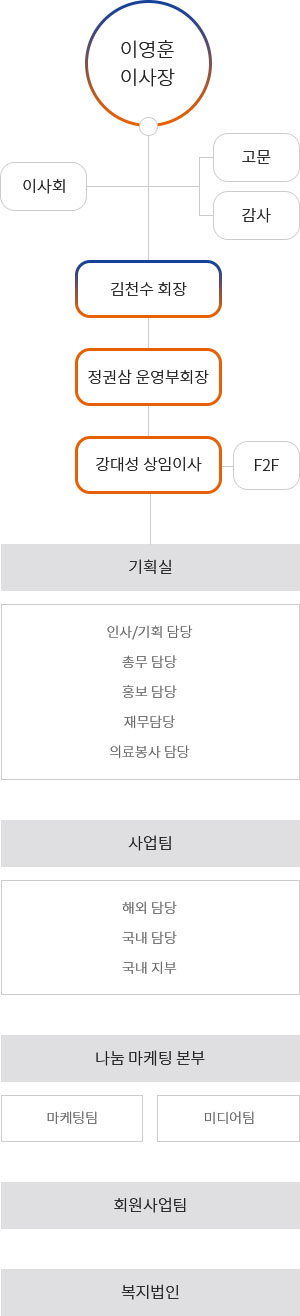 이영훈
이사장
고문
이사회
감사
김천수 회장
정권삼 운영부회장
강대성 상임이사
F2F
기획실
인사/기획 담당
총무 담당
홍보 담당
재무담당
의료봉사 담당
사업팀
해외 담당
국내 담당
국내 지부
나눔 마케팅 본부
마케팅팀
미디어팀
회원사업팀
복지법인